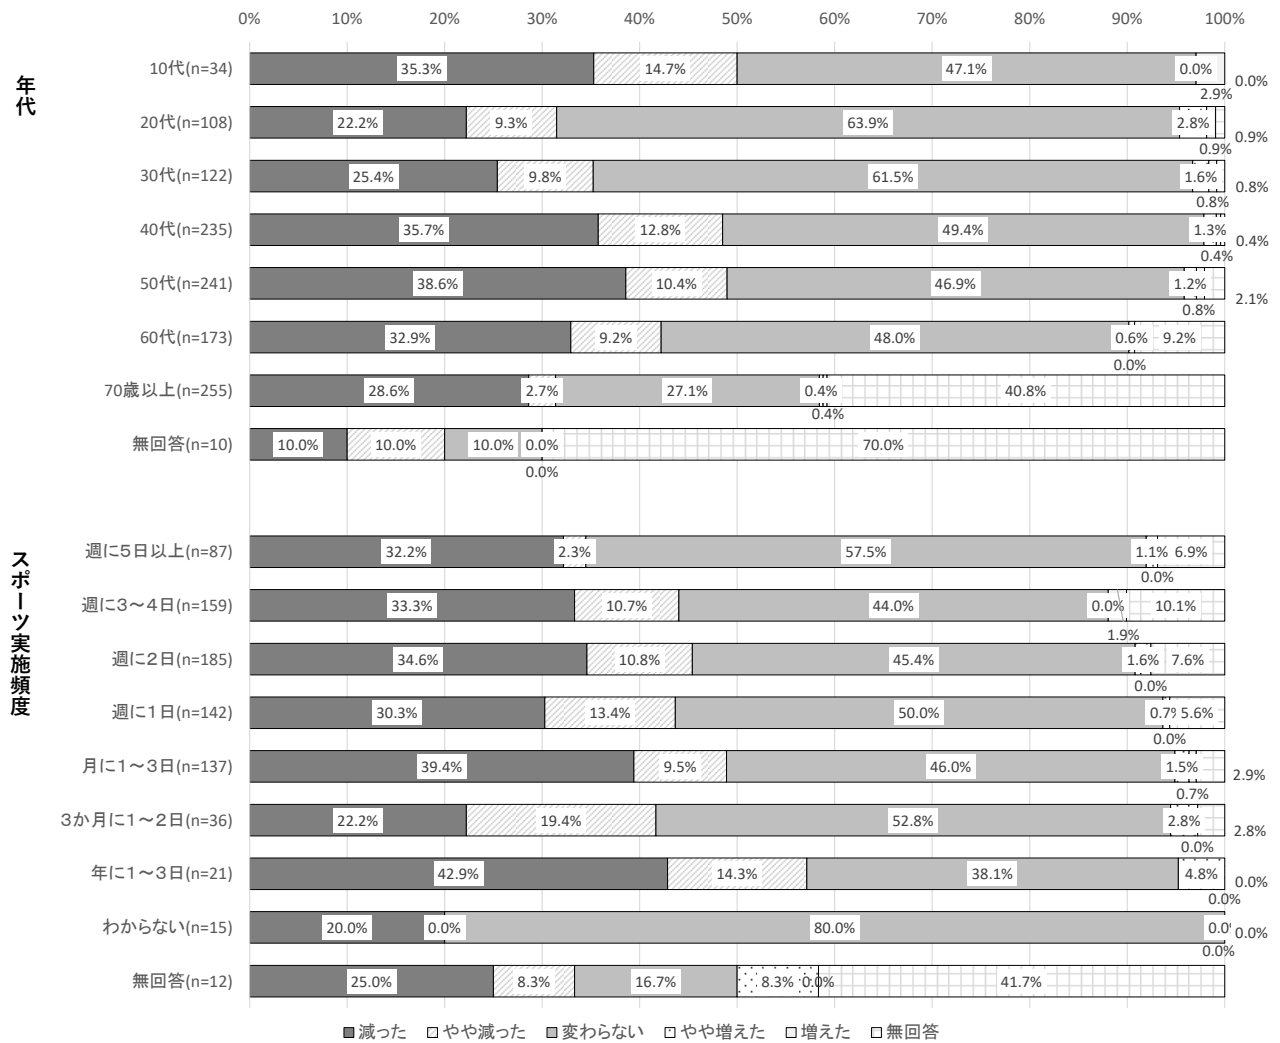 0% 10% 20% 30% 40% 50% 60% 70% 80% 90% 100%
年代
10代(n=34) 35.3% 14.7% 47.1% 0.0% 0.0%
2.9%
20代(n=108) 22.2% 9.3% 63.9% 2.8% 0.9%
0.9%
30代(n=122) 25.4% 9.8% 61.5% 1.6% 0.8%
0.8%
40代(n=235) 35.7% 12.8% 49.4% 1.3% 0.4%
0.4%
50代(n=241) 38.6% 10.4% 46.9% 1.2% 2.1%
0.8%
60代(n=173) 32.9% 9.2% 48.0% 0.6% 9.2%
0.0%
70歳以上(n=255) 28.6% 2.7% 27.1% 0.4% 40.8%
0.4%
無回答(n=10) 10.0% 10.0% 10.0% 0.0% 70.0%
0.0%
スポーツ実施頻度
週に5日以上(n=87) 32.2% 2.3% 57.5% 1.1% 6.9%
0.0%
週に3～4日(n=159) 33.3% 10.7% 44.0% 0.0% 10.1%
1.9%
週に2日(n=185) 34.6% 10.8% 45.4% 1.6% 7.6%
0.0%
週に1日(n=142) 30.3% 13.4% 50.0% 0.7% 5.6%
0.0%
月に1～3日(n=137) 39.4% 9.5% 46.0% 1.5% 2.9%
0.7%
3か月に1～2日(n=36) 22.2% 19.4% 52.8% 2.8% 2.8%
0.0%
年に1～3日(n=21) 42.9% 14.3% 38.1% 4.8% 0.0%
0.0%
わからない(n=15) 20.0% 0.0% 80.0% 0.0% 0.0%
0.0%
無回答(n=12) 25.0% 8.3% 16.7% 8.3% 0.0% 41.7%
減った やや減った 変わらない やや増えた 増えた 無回答